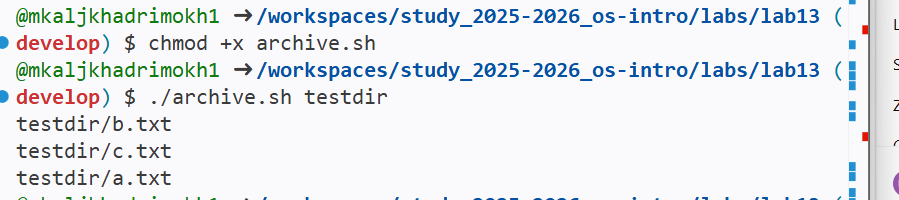 @mkaljkhadrimokh1 ➜/workspaces/study_2025-2026_os-intro/labs/lab13 (
develop) $ chmod +x archive.sh
@mkaljkhadrimokh1 ➜/workspaces/study_2025-2026_os-intro/labs/lab13 (
develop) $ ./archive.sh testdir
testdir/b.txt
testdir/c.txt
testdir/a.txt